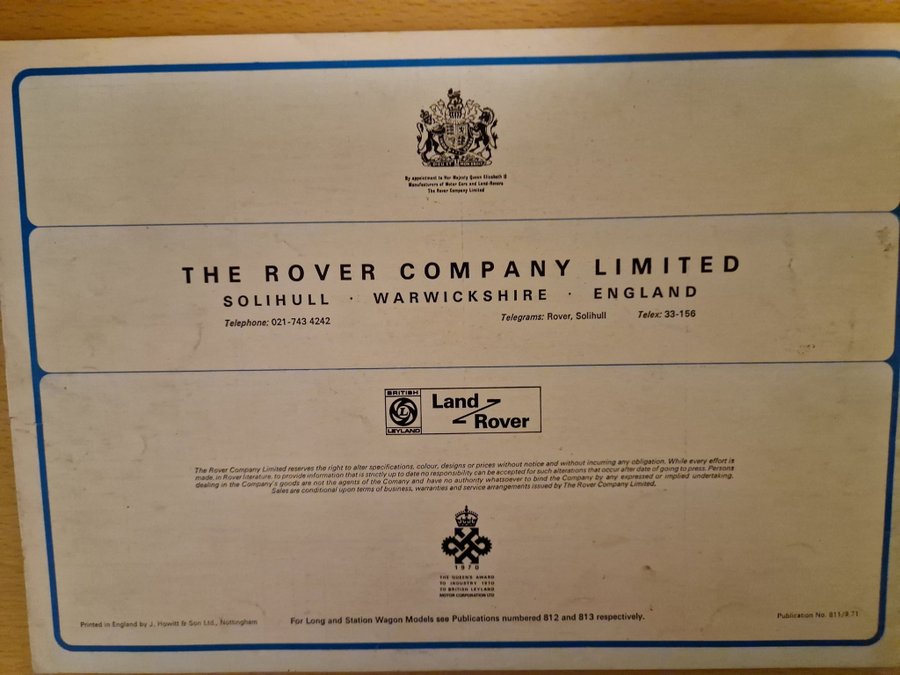 By appointment to Her Majesty Queen Elizabeth II
Manufacturers of Motor Cars and Land-Rovers
The Rover Company Limited
THE ROVER COMPANY LIMITED
SOLIHULL · WARWICKSHIRE · ENGLAND
Telephone: 021-743 4242 Telegrams: Rover, Solihull Telex: 33-156
BRITISH
L
LEYLAND
Land
Rover
The Rover Company Limited reserves the right to alter specifications, colour, designs or prices without notice and without incurring any obligation. While every effort is
made, in Rover literature, to provide information that is strictly up to date no responsibility can be accepted for such alterations that occur after date of going to press. Persons
dealing in the Company's goods are not the agents of the Comany and have no authority whatsoever to bind the Company by any expressed or implied undertaking.
Sales are conditional upon terms of business, warranties and service arrangements issued by The Rover Company Limited.
1970
THE QUEEN'S AWARD
TO INDUSTRY 1970
TO BRITISH LEYLAND
MOTOR CORPORATION LTD
Printed in England by J. Howitt & Son Ltd., Nottingham For Long and Station Wagon Models see Publications numbered 812 and 813 respectively. Publication No. 811/9.71